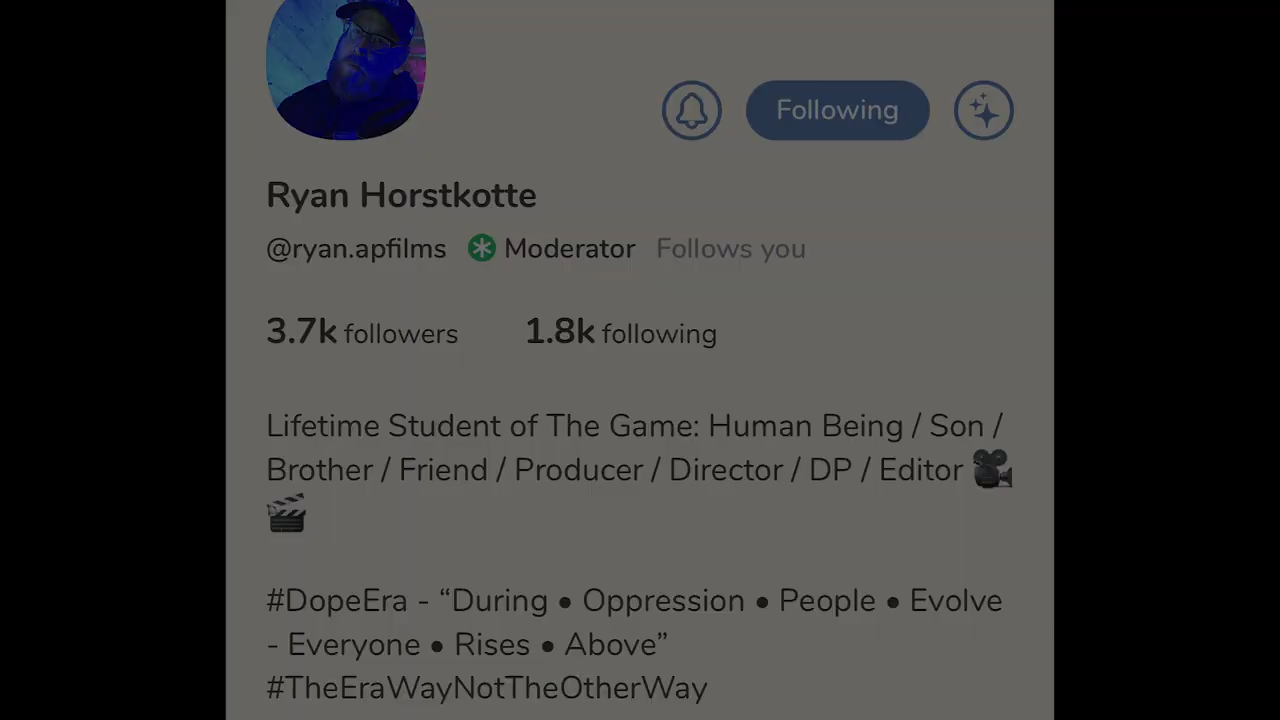 Following
Ryan Horstkotte
@ryan.apfilms Moderator Follows you
3.7k followers 1.8k following
Lifetime Student of The Game: Human Being / Son /
Brother / Friend / Producer / Director / DP / Editor 🎥
🎬
#DopeEra - “During • Oppression • People • Evolve
- Everyone • Rises • Above”
#TheEraWayNotTheOtherWay